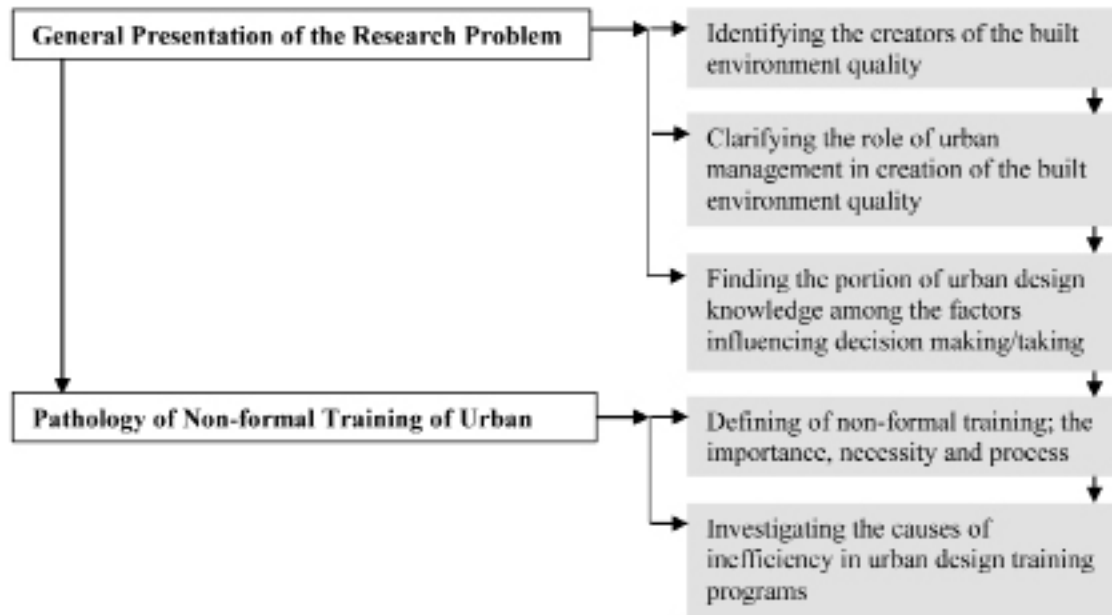 General Presentation of the Research Problem
Identifying the creators of the built
environment quality
Clarifying the role of urban
management in creation of the built
environment quality
Finding the portion of urban design
knowledge among the factors
influencing decision making/taking
Pathology of Non-formal Training of Urban
Defining of non-formal training; the
importance, necessity and process
Investigating the causes of
inefficiency in urban design training
programs